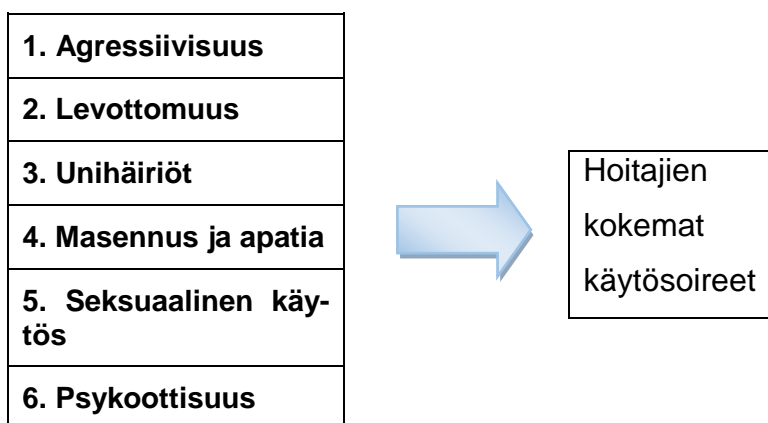 1. Agressiivisuus
2. Levottomuus
3. Unihäiriöt
4. Masennus ja apatia
5. Seksuaalinen käy-
tös
6. Psykoottisuus
Hoitajien
kokemat
käytösoireet